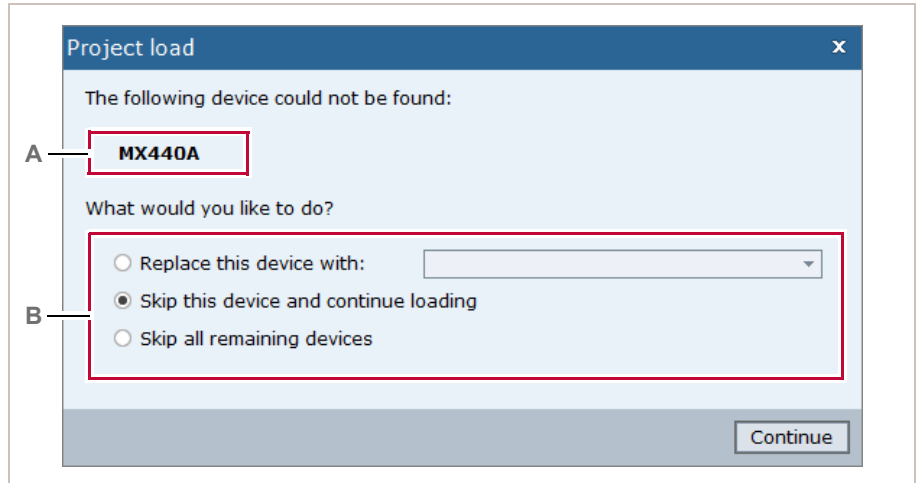 Project load x
The following device could not be found:
A
MX440A
What would you like to do?
B
Replace this device with:
Skip this device and continue loading
Skip all remaining devices
Continue